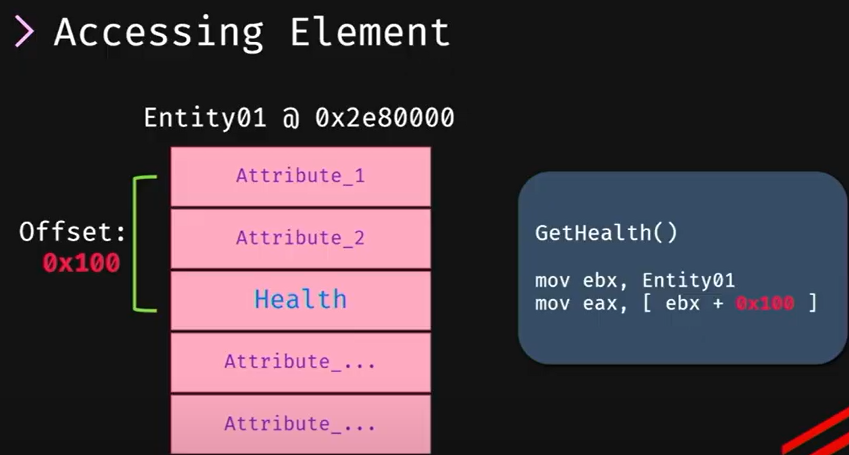 > Accessing Element
Entity01 @ 0x2e80000
Attribute_1
Attribute_2
Health
Attribute_...
Attribute_...
Offset:
0x100
GetHealth()
mov ebx, Entity01
mov eax, [ ebx + 0x100 ]